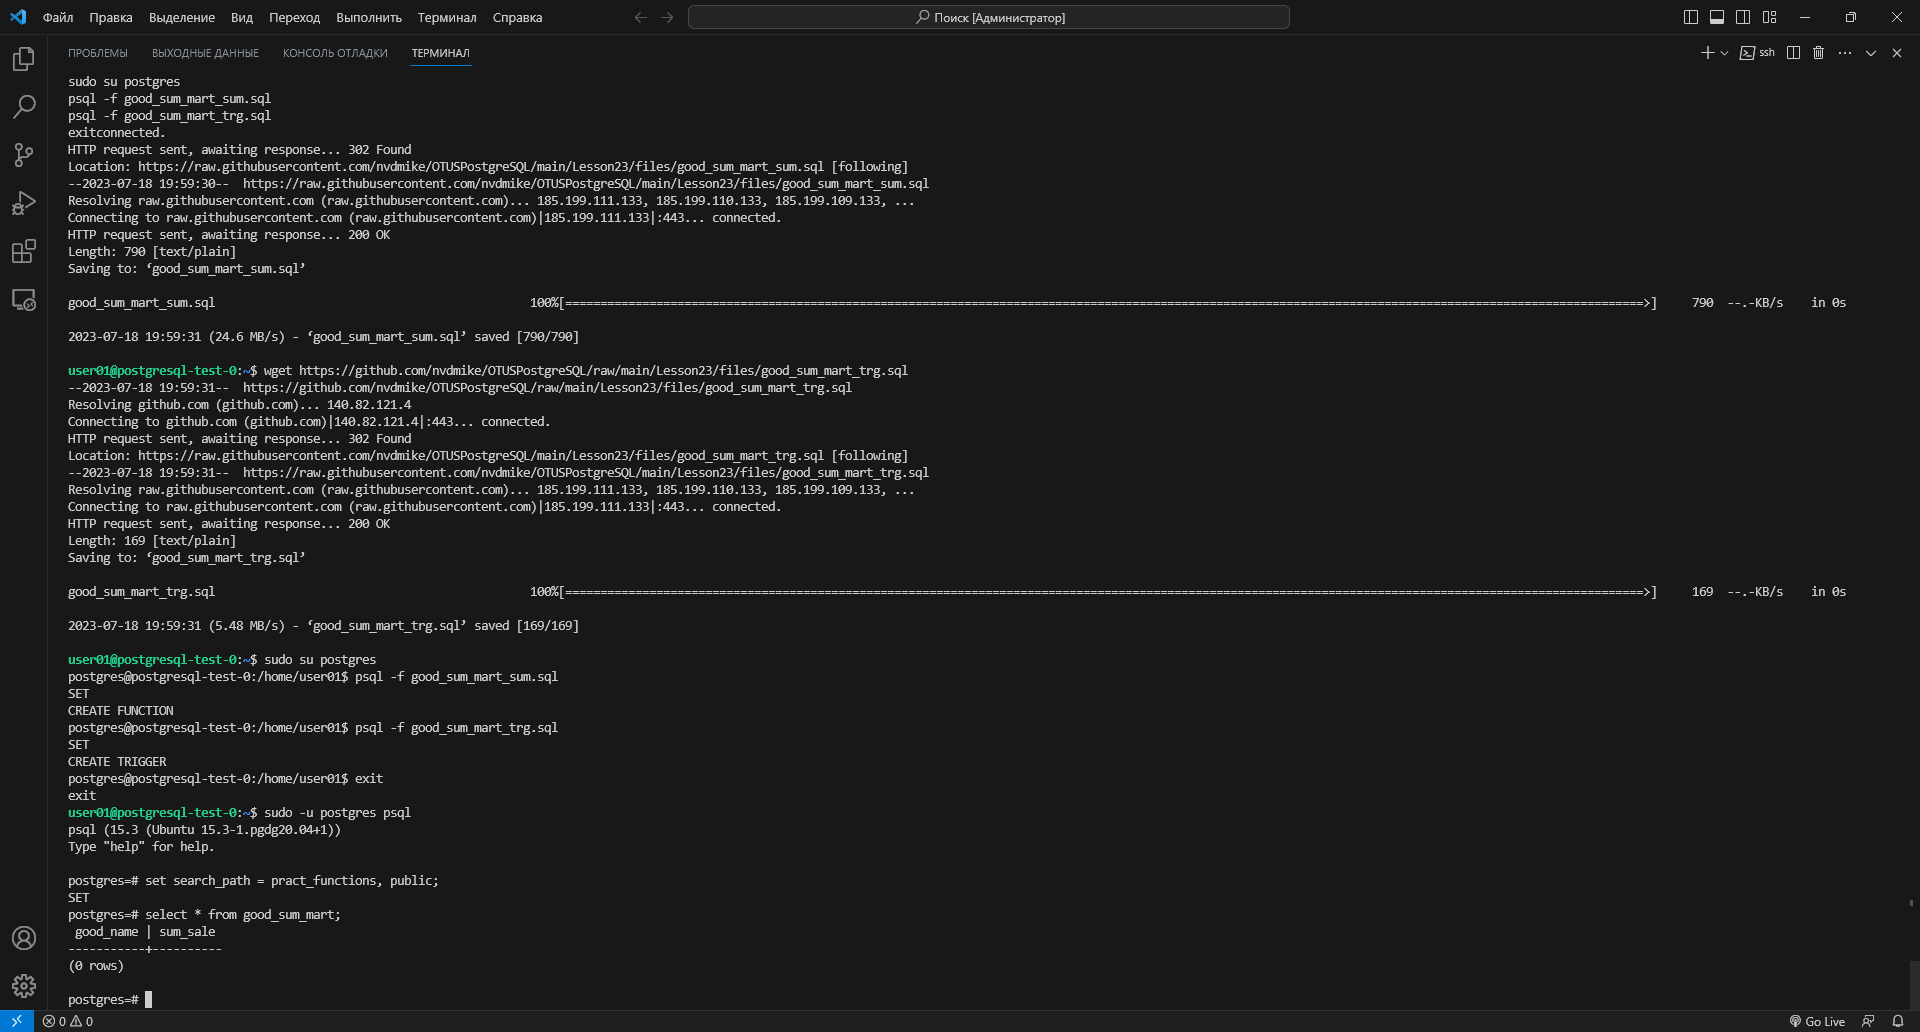 Файл Правка Выделение Вид Переход Выполнить Терминал Справка
Поиск [Администратор]
ПРОБЛЕМЫ ВЫХОДНЫЕ ДАННЫЕ КОНСОЛЬ ОТЛАДКИ ТЕРМИНАЛ
ssh
sudo su postgres
psql -f good_sum_mart_sum.sql
psql -f good_sum_mart_trg.sql
exitconnected.
HTTP request sent, awaiting response... 302 Found
Location: https://raw.githubusercontent.com/nvdmike/OTUSPostgreSQL/main/Lesson23/files/good_sum_mart_sum.sql [following]
--2023-07-18 19:59:30--  https://raw.githubusercontent.com/nvdmike/OTUSPostgreSQL/main/Lesson23/files/good_sum_mart_sum.sql
Resolving raw.githubusercontent.com (raw.githubusercontent.com)... 185.199.111.133, 185.199.110.133, 185.199.109.133, ...
Connecting to raw.githubusercontent.com (raw.githubusercontent.com)|185.199.111.133|:443... connected.
HTTP request sent, awaiting response... 200 OK
Length: 790 [text/plain]
Saving to: ‘good_sum_mart_sum.sql’
good_sum_mart_sum.sql 100%[==========================================================================================================================================================>] 790 --.-KB/s in 0s
2023-07-18 19:59:31 (24.6 MB/s) - ‘good_sum_mart_sum.sql’ saved [790/790]
user01@postgresql-test-0:~$ wget https://github.com/nvdmike/OTUSPostgreSQL/raw/main/Lesson23/files/good_sum_mart_trg.sql
--2023-07-18 19:59:31--  https://github.com/nvdmike/OTUSPostgreSQL/raw/main/Lesson23/files/good_sum_mart_trg.sql
Resolving github.com (github.com)... 140.82.121.4
Connecting to github.com (github.com)|140.82.121.4|:443... connected.
HTTP request sent, awaiting response... 302 Found
Location: https://raw.githubusercontent.com/nvdmike/OTUSPostgreSQL/main/Lesson23/files/good_sum_mart_trg.sql [following]
--2023-07-18 19:59:31--  https://raw.githubusercontent.com/nvdmike/OTUSPostgreSQL/main/Lesson23/files/good_sum_mart_trg.sql
Resolving raw.githubusercontent.com (raw.githubusercontent.com)... 185.199.111.133, 185.199.110.133, 185.199.109.133, ...
Connecting to raw.githubusercontent.com (raw.githubusercontent.com)|185.199.111.133|:443... connected.
HTTP request sent, awaiting response... 200 OK
Length: 169 [text/plain]
Saving to: ‘good_sum_mart_trg.sql’
good_sum_mart_trg.sql 100%[==========================================================================================================================================================>] 169 --.-KB/s in 0s
2023-07-18 19:59:31 (5.48 MB/s) - ‘good_sum_mart_trg.sql’ saved [169/169]
user01@postgresql-test-0:~$ sudo su postgres
postgres@postgresql-test-0:/home/user01$ psql -f good_sum_mart_sum.sql
SET
CREATE FUNCTION
postgres@postgresql-test-0:/home/user01$ psql -f good_sum_mart_trg.sql
SET
CREATE TRIGGER
postgres@postgresql-test-0:/home/user01$ exit
exit
user01@postgresql-test-0:~$ sudo -u postgres psql
psql (15.3 (Ubuntu 15.3-1.pgdg20.04+1))
Type "help" for help.
postgres=# set search_path = pract_functions, public;
SET
postgres=# select * from good_sum_mart;
good_name | sum_sale
-----------+----------
(0 rows)
postgres=#
0 0 Go Live